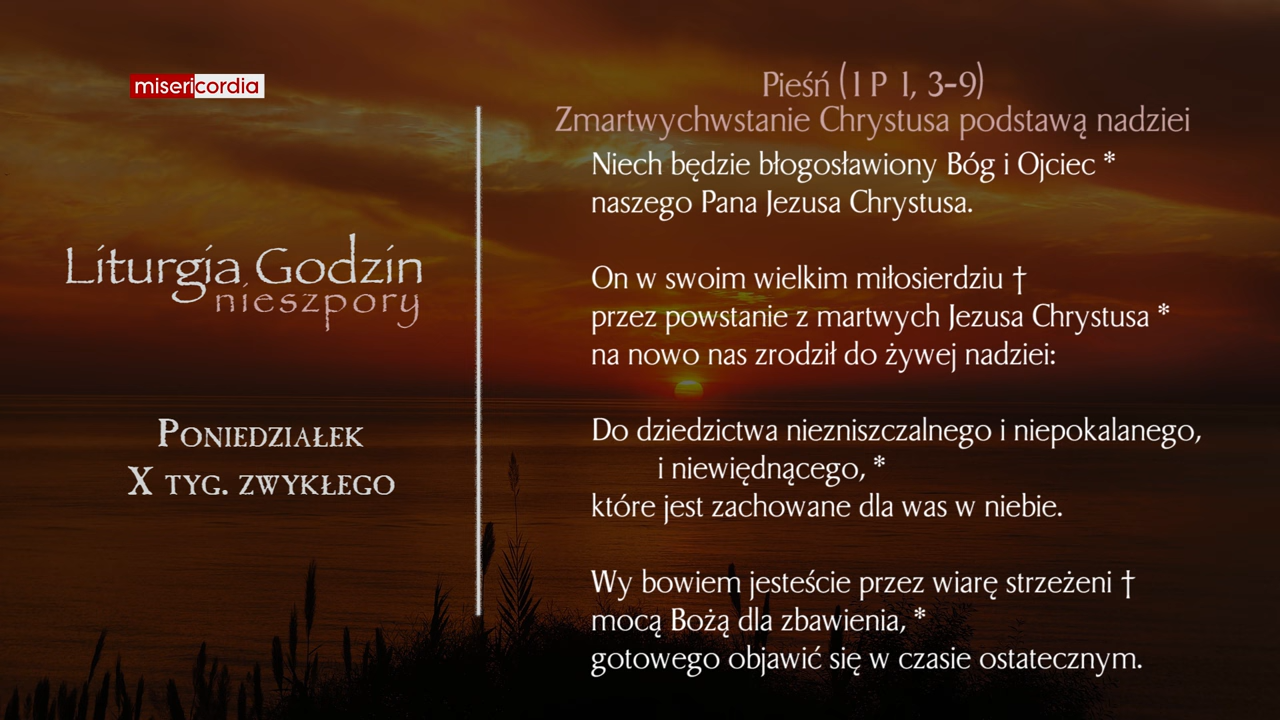 misericordia
Liturgia Godzin
nieszpory
Poniedziałek
X tyg. zwykłego
Pieśń (1 P 1, 3-9)
Zmartwychwstanie Chrystusa podstawą nadziei
Niech będzie błogosławiony Bóg i Ojciec *
naszego Pana Jezusa Chrystusa.
On w swoim wielkim miłosierdziu †
przez powstanie z martwych Jezusa Chrystusa *
na nowo nas zrodził do żywej nadziei:
Do dziedzictwa niezniszczalnego i niepokalanego,
i niewiędnącego, *
które jest zachowane dla was w niebie.
Wy bowiem jesteście przez wiarę strzeżeni †
mocą Bożą dla zbawienia, *
gotowego objawić się w czasie ostatecznym.